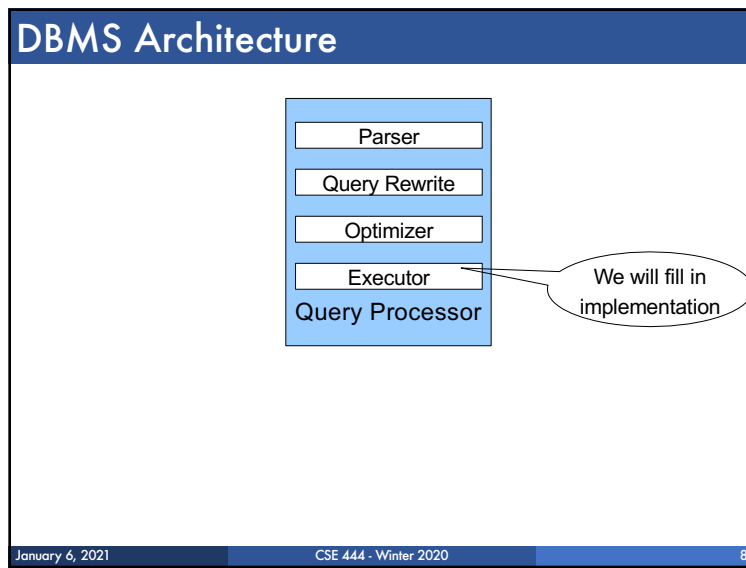 DBMS Architecture
Parser
Query Rewrite
Optimizer
Executor
Query Processor
We will fill in
implementation
January 6, 2021
CSE 444 - Winter 2020
8